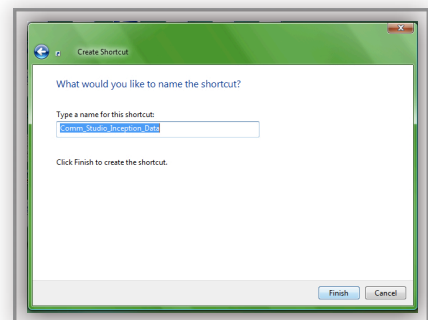 Create Shortcut
What would you like to name the shortcut?
Type a name for this shortcut:
Comm_Studio_Inception_Data
Click Finish to create the shortcut.
Finish Cancel